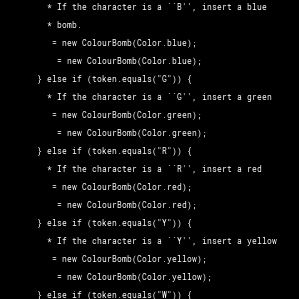 * If the character is a ``B'', insert a blue
* bomb.
= new ColourBomb(Color.blue);
= new ColourBomb(Color.blue);
} else if (token.equals("G")) {
* If the character is a ``G'', insert a green
= new ColourBomb(Color.green);
= new ColourBomb(Color.green);
} else if (token.equals("R")) {
* If the character is a ``R'', insert a red
= new ColourBomb(Color.red);
= new ColourBomb(Color.red);
} else if (token.equals("Y")) {
* If the character is a ``Y'', insert a yellow
= new ColourBomb(Color.yellow);
= new ColourBomb(Color.yellow);
} else if (token.equals("W")) {